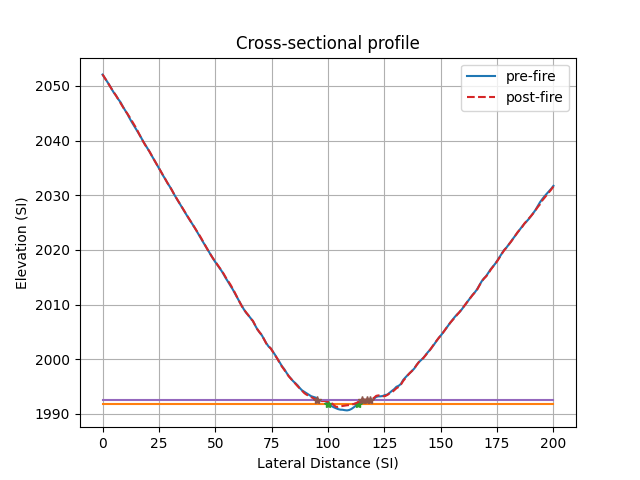 Cross-sectional profile
pre-fire
post-fire
Elevation (SI)
2050
2040
2030
2020
2010
2000
1990
0 25 50 75 100 125 150 175 200
Lateral Distance (SI)